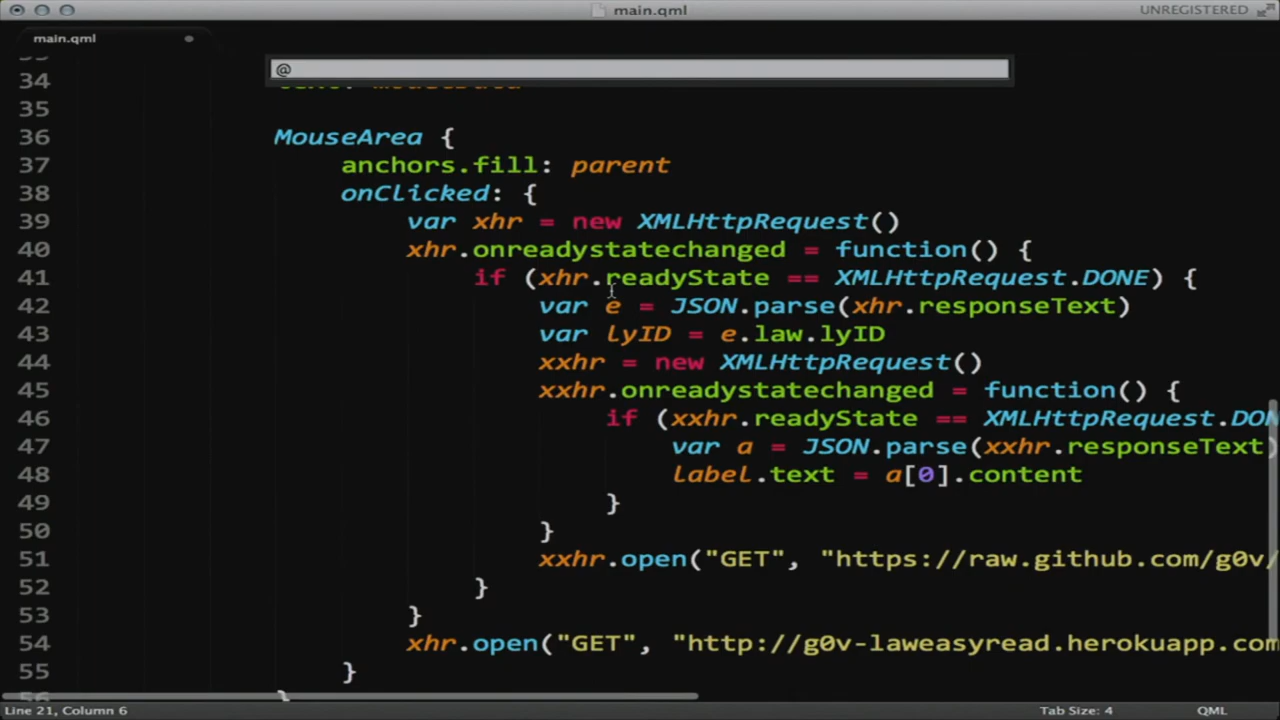 main.qml
UNREGISTERED
main.qml
@
34
35
36 MouseArea {
37 anchors.fill: parent
38 onClicked: {
39 var xhr = new XMLHttpRequest()
40 xhr.onreadystatechanged = function() {
41 if (xhr.readyState == XMLHttpRequest.DONE) {
42 var e = JSON.parse(xhr.responseText)
43 var lyID = e.law.lyID
44 xxhr = new XMLHttpRequest()
45 xxhr.onreadystatechanged = function() {
46 if (xxhr.readyState == XMLHttpRequest.DON
47 var a = JSON.parse(xxhr.responseText)
48 label.text = a[0].content
49 }
50 }
51 xxhr.open("GET", "https://raw.github.com/g0v/
52 }
53 }
54 xhr.open("GET", "http://g0v-laweasyread.herokuapp.com
55 }
}
Line 21, Column 6
Tab Size: 4
QML